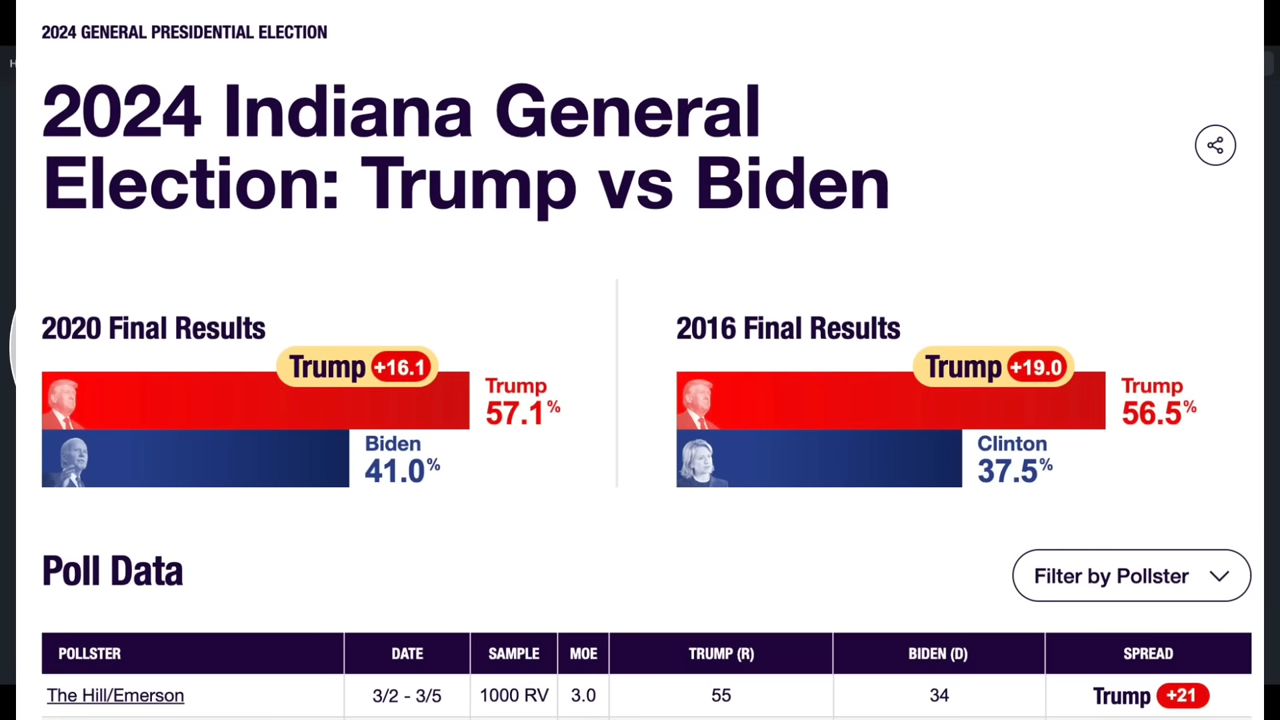 2024 GENERAL PRESIDENTIAL ELECTION
H
2024 Indiana General
Election: Trump vs Biden
2020 Final Results
Trump +16.1
Trump
57.1%
Biden
41.0%
2016 Final Results
Trump +19.0
Trump
56.5%
Clinton
37.5%
Poll Data
Filter by Pollster
POLLSTER DATE SAMPLE MOE TRUMP (R) BIDEN (D) SPREAD
The Hill/Emerson 3/2 - 3/5 1000 RV 3.0 55 34 Trump +21